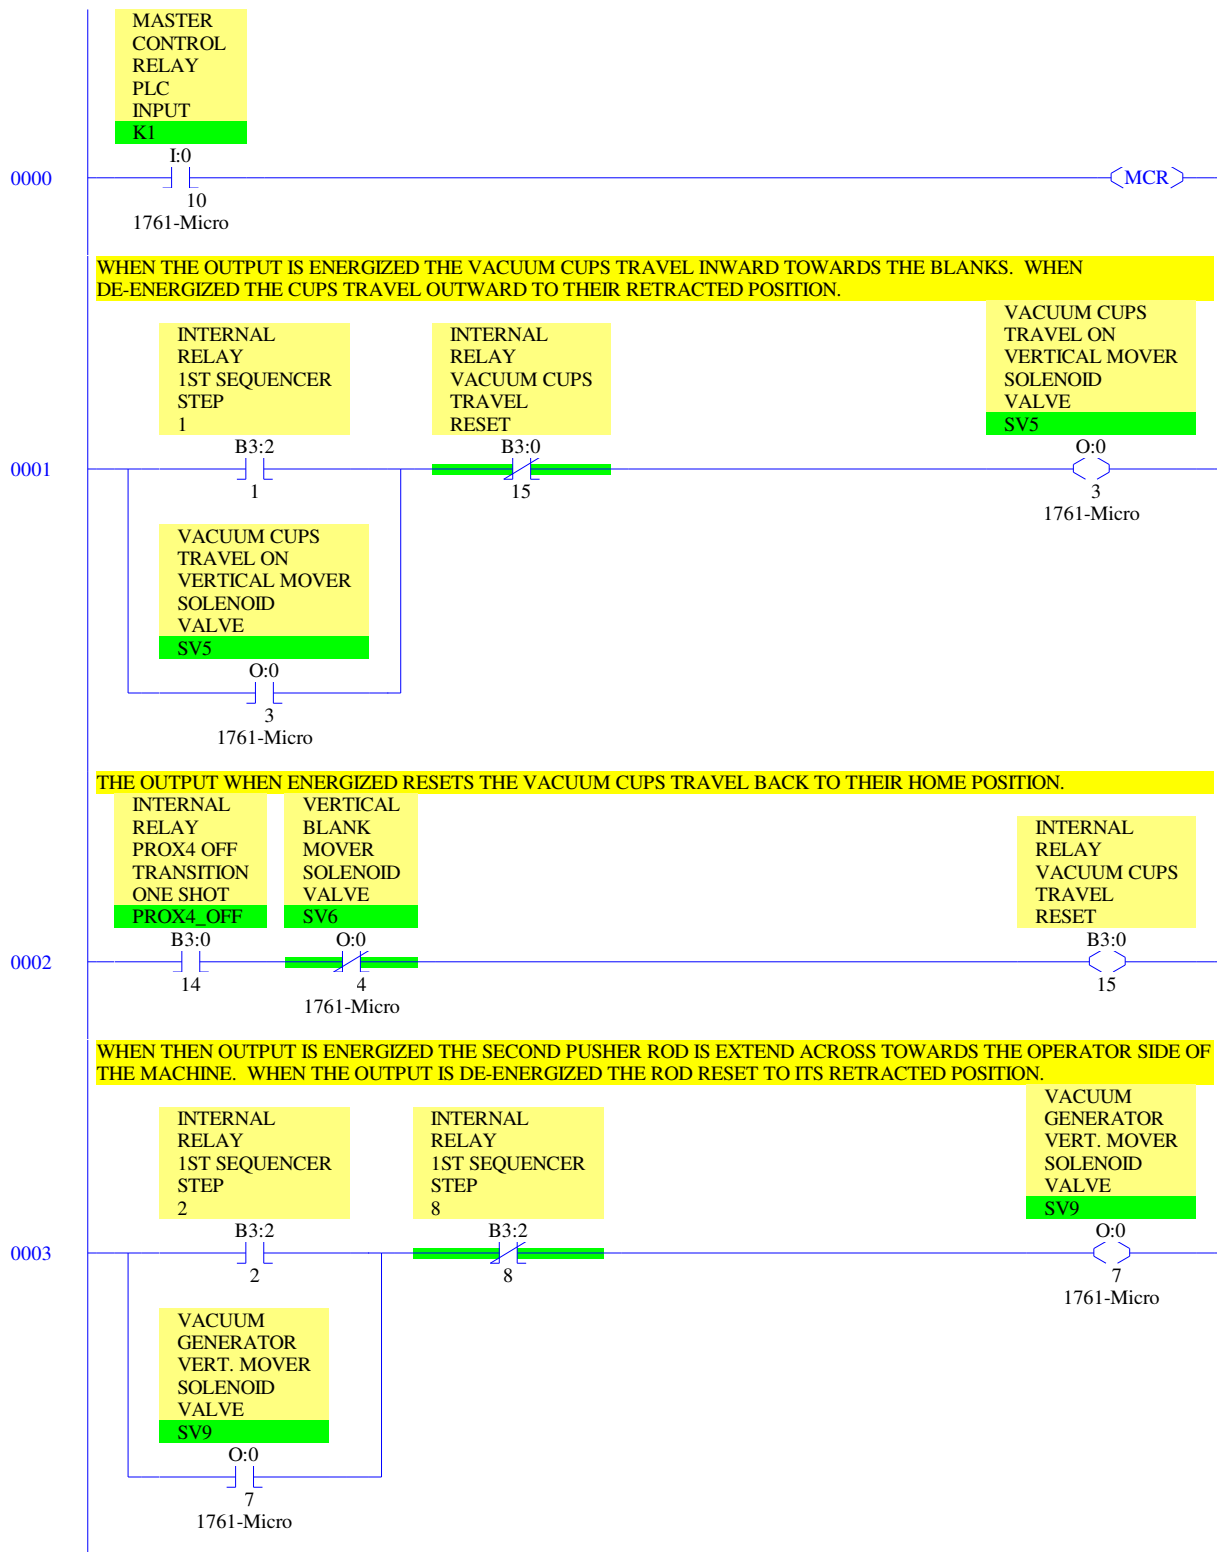 MASTER
CONTROL
RELAY
PLC
INPUT
K1
I:0
0000
MCR
10
1761-Micro
WHEN THE OUTPUT IS ENERGIZED THE VACUUM CUPS TRAVEL INWARD TOWARDS THE BLANKS. WHEN
DE-ENERGIZED THE CUPS TRAVEL OUTWARD TO THEIR RETRACTED POSITION.
INTERNAL
RELAY
1ST SEQUENCER
STEP
1
B3:2
1
INTERNAL
RELAY
VACUUM CUPS
TRAVEL
RESET
B3:0
15
VACUUM CUPS
TRAVEL ON
VERTICAL MOVER
SOLENOID
VALVE
SV5
O:0
3
1761-Micro
0001
VACUUM CUPS
TRAVEL ON
VERTICAL MOVER
SOLENOID
VALVE
SV5
O:0
3
1761-Micro
THE OUTPUT WHEN ENERGIZED RESETS THE VACUUM CUPS TRAVEL BACK TO THEIR HOME POSITION.
INTERNAL
RELAY
PROX4 OFF
TRANSITION
ONE SHOT
PROX4_OFF
B3:0
14
VERTICAL
BLANK
MOVER
SOLENOID
VALVE
SV6
O:0
4
1761-Micro
INTERNAL
RELAY
VACUUM CUPS
TRAVEL
RESET
B3:0
15
0002
WHEN THEN OUTPUT IS ENERGIZED THE SECOND PUSHER ROD IS EXTEND ACROSS TOWARDS THE OPERATOR SIDE OF
THE MACHINE. WHEN THE OUTPUT IS DE-ENERGIZED THE ROD RESET TO ITS RETRACTED POSITION.
INTERNAL
RELAY
1ST SEQUENCER
STEP
2
B3:2
2
INTERNAL
RELAY
1ST SEQUENCER
STEP
8
B3:2
8
VACUUM
GENERATOR
VERT. MOVER
SOLENOID
VALVE
SV9
O:0
7
1761-Micro
0003
VACUUM
GENERATOR
VERT. MOVER
SOLENOID
VALVE
SV9
O:0
7
1761-Micro